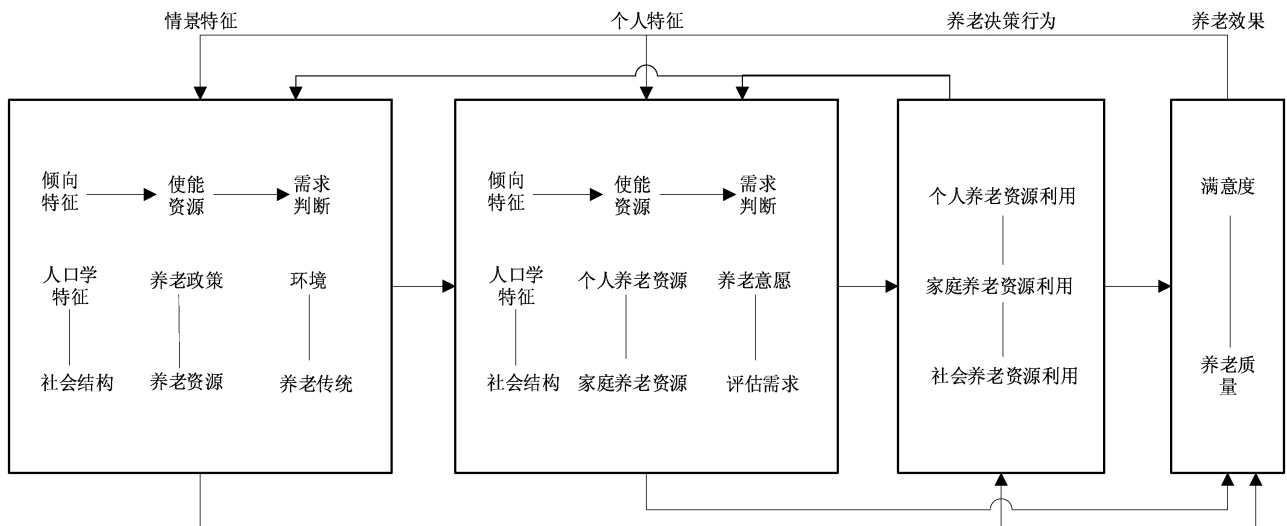 情景特征
个人特征
养老决策行为
养老效果
倾向
特征
使能
资源
需求
判断
人口学
特征
养老政策
环境
社会结构
养老资源
养老传统
倾向
特征
使能
资源
需求
判断
人口学
特征
个人养老资源
养老意愿
社会结构
家庭养老资源
评估需求
个人养老资源利用
家庭养老资源利用
社会养老资源利用
满意度
养老质
量